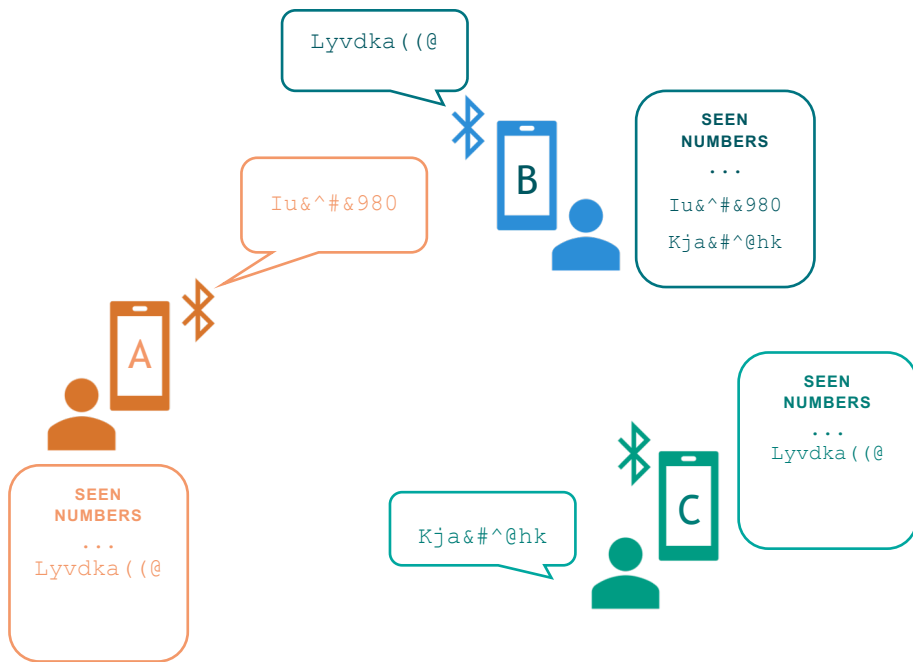 Lyvdka((@
B
SEEN
NUMBERS
...
Iu&^#&980
Kja&#^@hk
Iu&^#&980
A
SEEN
NUMBERS
...
Lyvdka((@
Kja&#^@hk
C
SEEN
NUMBERS
...
Lyvdka((@